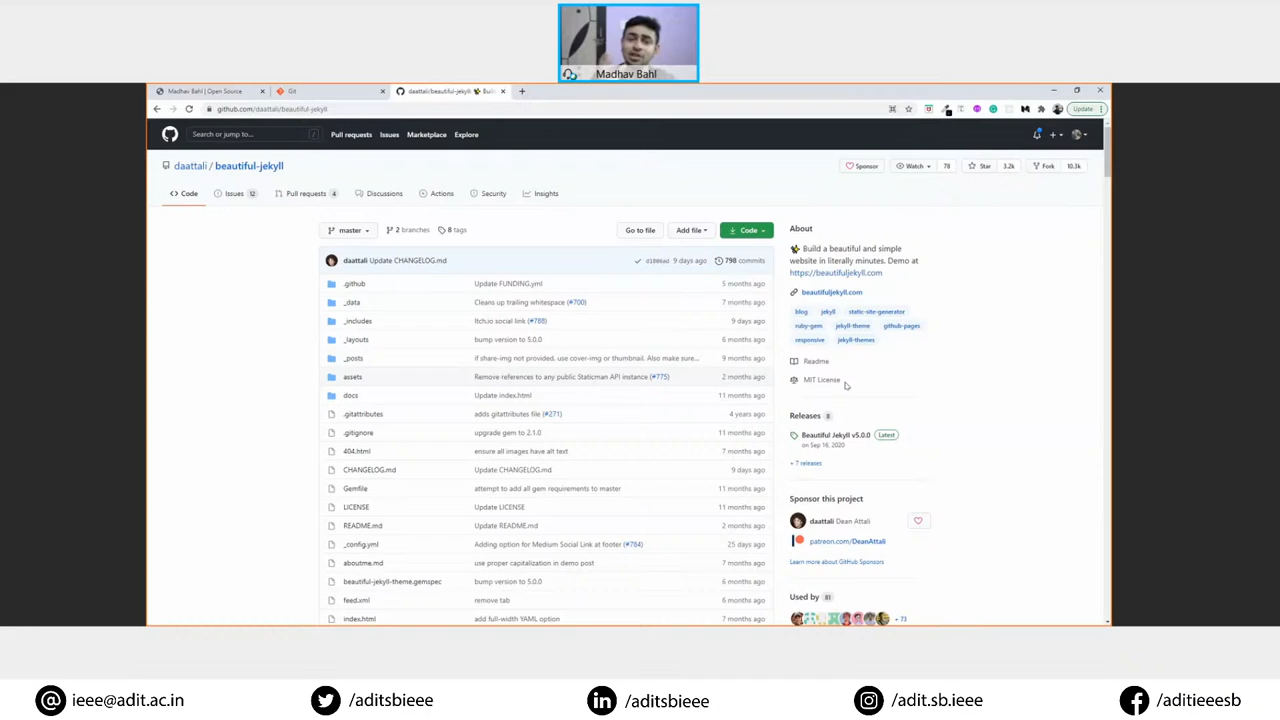 Madhav Bahl
Madhav Bahl | Open Source
Git
daattali/beautiful-jekyll:
Buil
github.com/daattali/beautiful-jekyll
Update
Search or jump to...
/
Pull requests
Issues
Marketplace
Explore
daattali / beautiful-jekyll
Sponsor
Watch
78
Star
3.2k
Fork
10.3k
Code
Issues 12
Pull requests 4
Discussions
Actions
Security
Insights
master
2 branches
8 tags
Go to file
Add file
Code
daattali Update CHANGELOG.md
9 days ago
798 commits
.github
Update FUNDING.yml
5 months ago
_data
Cleans up trailing whitespace (#700)
7 months ago
_includes
Itch.io social link (#788)
9 days ago
_layouts
bump version to 5.0.0
6 months ago
_posts
if share-img not provided, use cover-img or thumbnail. Also make sure...
9 months ago
assets
Remove references to any public Staticman API instance (#775)
2 months ago
docs
Update index.html
11 months ago
.gitattributes
adds gitattributes file (#271)
4 years ago
.gitignore
upgrade gem to 2.1.0
11 months ago
404.html
ensure all images have alt text
7 months ago
CHANGELOG.md
Update CHANGELOG.md
9 days ago
Gemfile
attempt to add all gem requirements to master
11 months ago
LICENSE
Update LICENSE
11 months ago
README.md
Update README.md
2 months ago
_config.yml
Adding option for Medium Social Link at footer (#764)
25 days ago
aboutme.md
use proper capitalization in demo post
7 months ago
beautiful-jekyll-theme.gemspec
bump version to 5.0.0
6 months ago
feed.xml
remove tab
6 months ago
index.html
add full-width YAML option
7 months ago
About
Build a beautiful and simple
website in literally minutes. Demo at
https://beautifuljekyll.com
beautifuljekyll.com
blog
jekyll
static-site-generator
ruby-gem
jekyll-theme
github-pages
responsive
jekyll-themes
Readme
MIT License
Releases 8
Beautiful Jekyll v5.0.0
Latest
on Sep 16, 2020
+ 7 releases
Sponsor this project
daattali Dean Attali
patreon.com/DeanAttali
Learn more about GitHub Sponsors
Used by 81
+ 73
ieee@adit.ac.in
/aditsbieee
/aditsbieee
/adit.sb.ieee
/aditieeesb